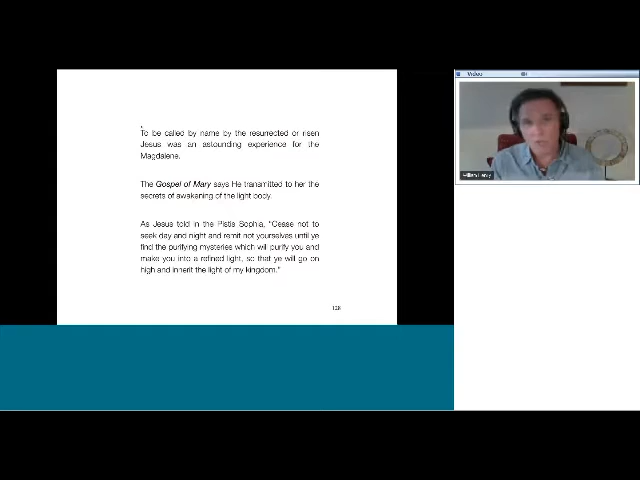 Video
To be called by name by the resurrected or risen
Jesus was an astounding experience for the
Magdalene.
The Gospel of Mary says He transmitted to her the
secrets of awakening of the light body.
As Jesus told in the Pistis Sophia, "Cease not to
seek day and night and remit not yourselves until ye
find the purifying mysteries which will purify you and
make you into a refined light, so that ye will go on
high and inherit the light of my kingdom."
128